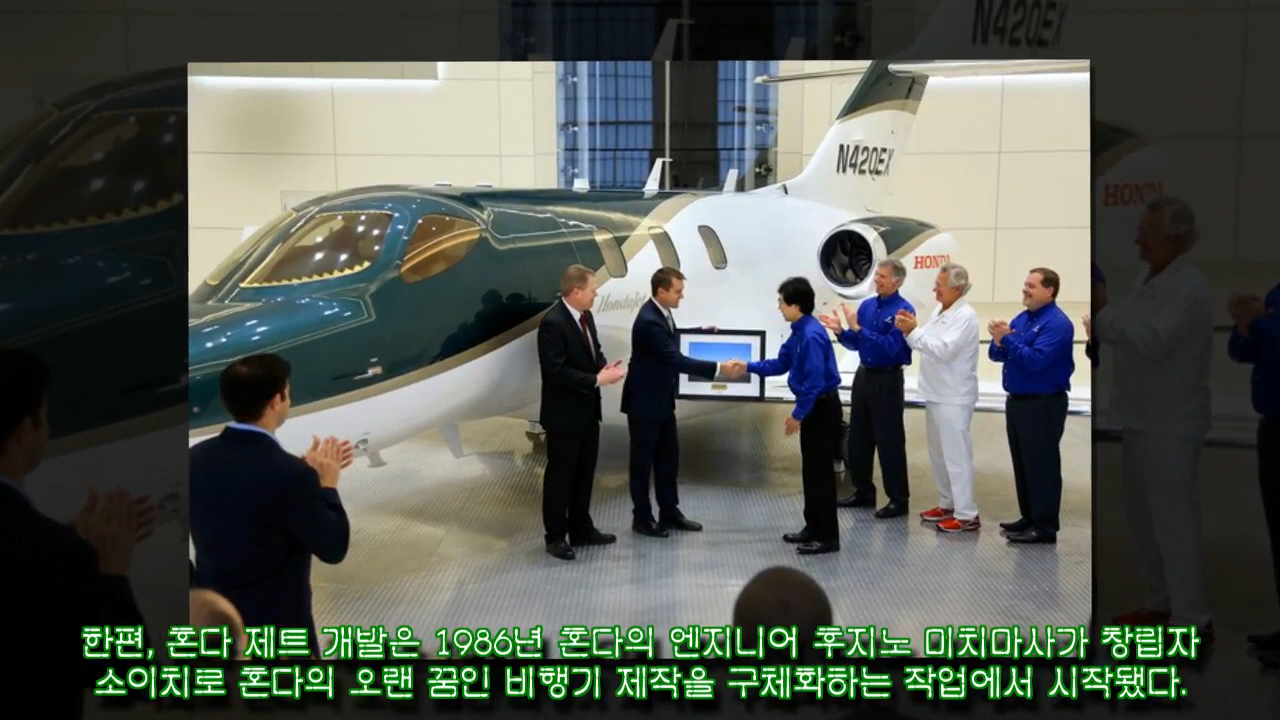 N420EX
N420EX
HONDA
HONDA
HondaJet
한편, 혼다 제트 개발은 1986년 혼다의 엔지니어 후지노 미치마사가 창립자
소이치로 혼다의 오랜 꿈인 비행기 제작을 구체화하는 작업에서 시작됐다.